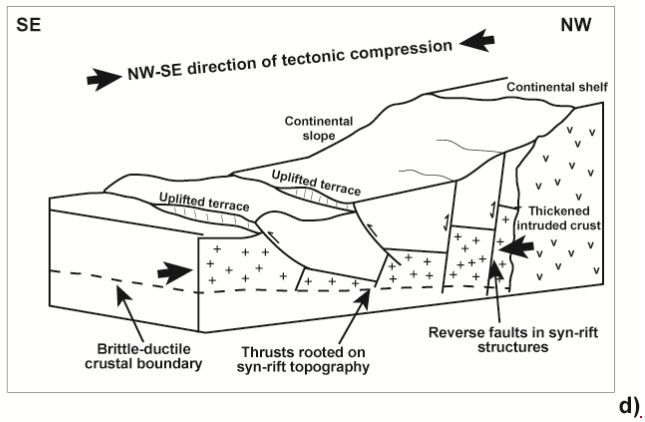 SE
NW
NW-SE direction of tectonic compression
Continental shelf
Continental
slope
Uplifted terrace
Uplifted terrace
Thickened
intruded crust
Brittle-ductile
crustal boundary
Thrusts rooted on
syn-rift topography
Reverse faults in syn-rift
structures
d).